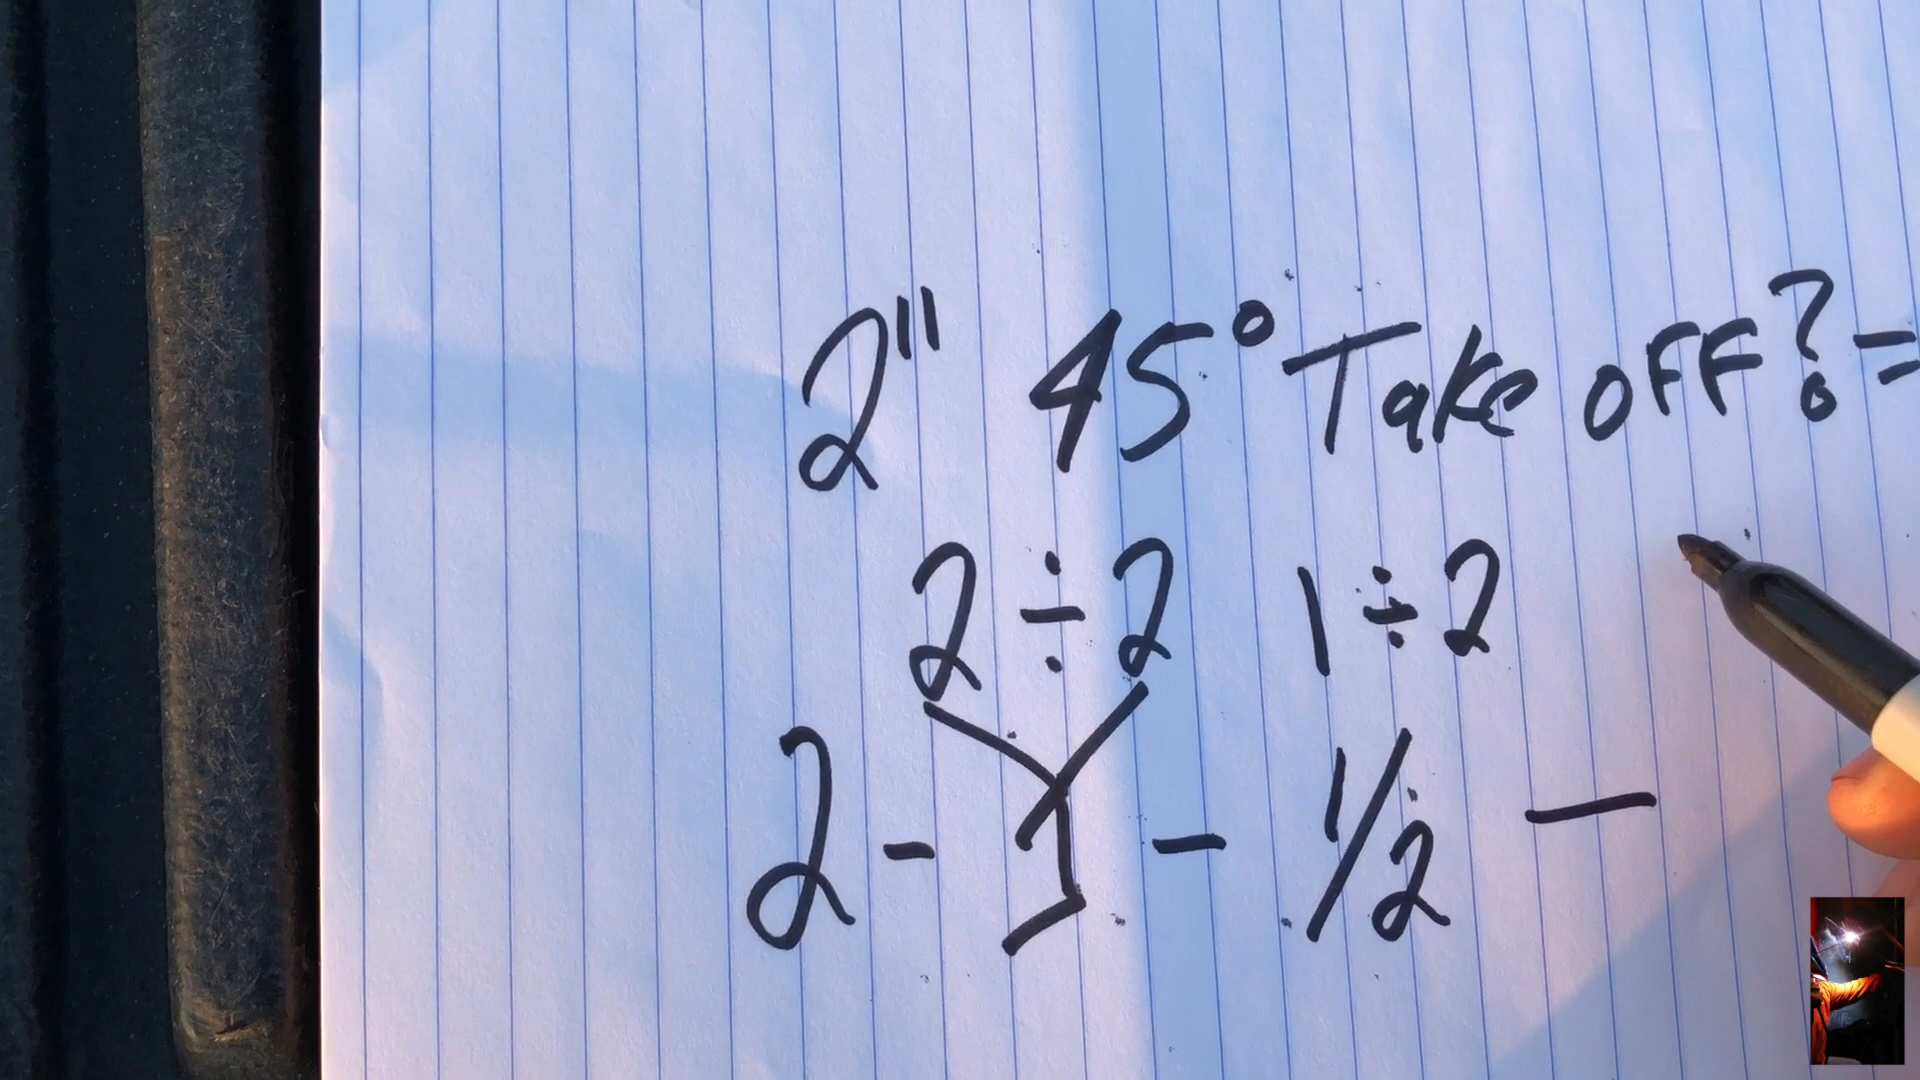 2" 45° Take off? =
2 ÷ 2 1 ÷ 2
2 - 1 - 1/2 -